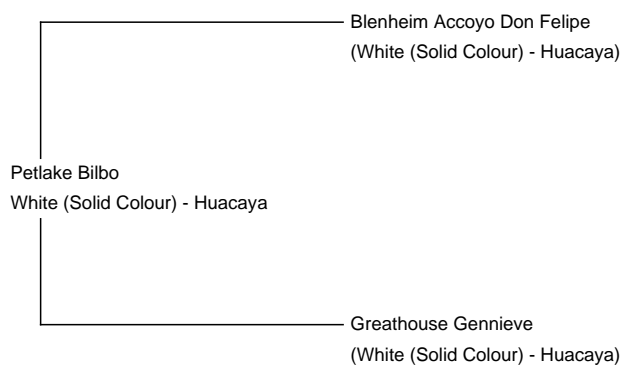 Blenheim Accoyo Don Felipe
(White (Solid Colour) - Huacaya)
Petlake Bilbo
White (Solid Colour) - Huacaya
Greathouse Gennieve
(White (Solid Colour) - Huacaya)